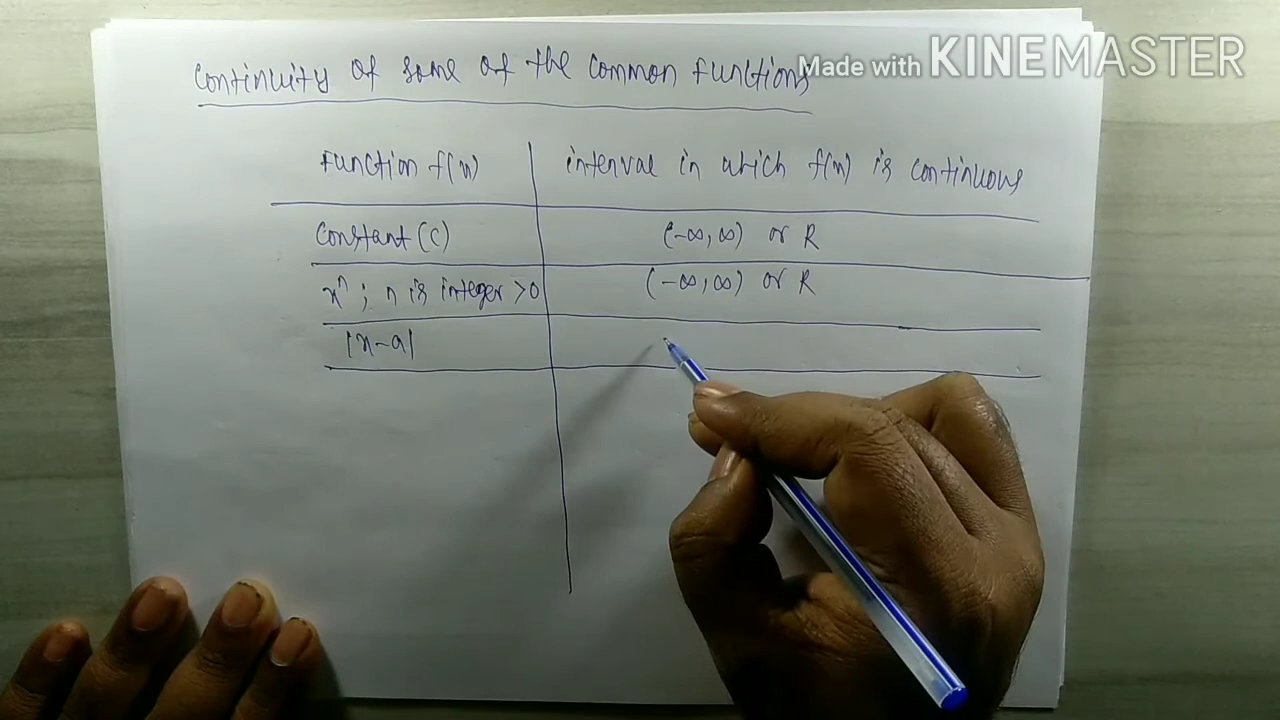 Made with KINEMASTER
Continuity of some of the common functions
Function f(x) interval in which f(x) is continuous
Constant (C) (-∞, ∞) or R
xⁿ ; n is integer >0 (-∞, ∞) or R
|x-a|